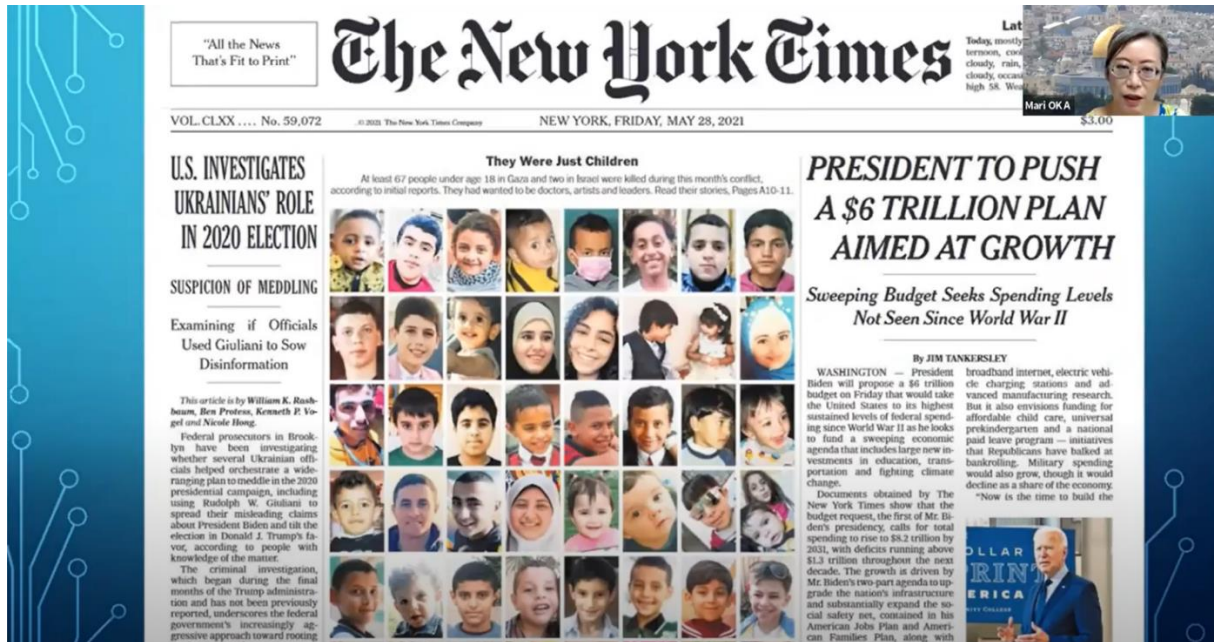 "All the News
That's Fit to Print"
The New York Times
Lat
Today, mostly
ternoon, cool
cloudy, rain,
cloudy, occasi
high 58. Wea
Mari OKA
VOL. CLXX .... No. 59,072
© 2021 The New York Times Company
NEW YORK, FRIDAY, MAY 28, 2021
$3.00
U.S. INVESTIGATES
UKRAINIANS' ROLE
IN 2020 ELECTION
SUSPICION OF MEDDLING
Examining if Officials
Used Giuliani to Sow
Disinformation
This article is by William K. Rash-
baum, Ben Protess, Kenneth P. Vo-
gel and Nicole Hong.
Federal prosecutors in Brook-
lyn have been investigating
whether several Ukrainian offi-
cials helped orchestrate a wide-
ranging plan to meddle in the 2020
presidential campaign, including
using Rudolph W. Giuliani to
spread their misleading claims
about President Biden and tilt the
election in Donald J. Trump's fa-
vor, according to people with
knowledge of the matter.
The criminal investigation,
which began during the final
months of the Trump administra-
tion and has not been previously
reported, underscores the federal
government's increasingly ag-
gressive approach toward rooting
They Were Just Children
At least 67 people under age 18 in Gaza and two in Israel were killed during this month's conflict,
according to initial reports. They had wanted to be doctors, artists and leaders. Read their stories, Pages A10-11.
PRESIDENT TO PUSH
A $6 TRILLION PLAN
AIMED AT GROWTH
Sweeping Budget Seeks Spending Levels
Not Seen Since World War II
By JIM TANKERSLEY
WASHINGTON — President
Biden will propose a $6 trillion
budget on Friday that would take
the United States to its highest
sustained levels of federal spend-
ing since World War II as he looks
to fund a sweeping economic
agenda that includes large new in-
vestments in education, trans-
portation and fighting climate
change.
Documents obtained by The
New York Times show that the
budget request, the first of Mr. Bi-
den's presidency, calls for total
spending to rise to $8.2 trillion by
2031, with deficits running above
$1.3 trillion throughout the next
decade. The growth is driven by
Mr. Biden's two-part agenda to up-
grade the nation's infrastructure
and substantially expand the so-
cial safety net, contained in his
American Jobs Plan and Ameri-
can Families Plan, along with
broadband internet, electric vehi-
cle charging stations and ad-
vanced manufacturing research.
But it also envisions funding for
affordable child care, universal
prekindergarten and a national
paid leave program — initiatives
that Republicans have balked at
bankrolling. Military spending
would also grow, though it would
decline as a share of the economy.
"Now is the time to build the
OLLAR
RIN
ERICA
COLLEGE